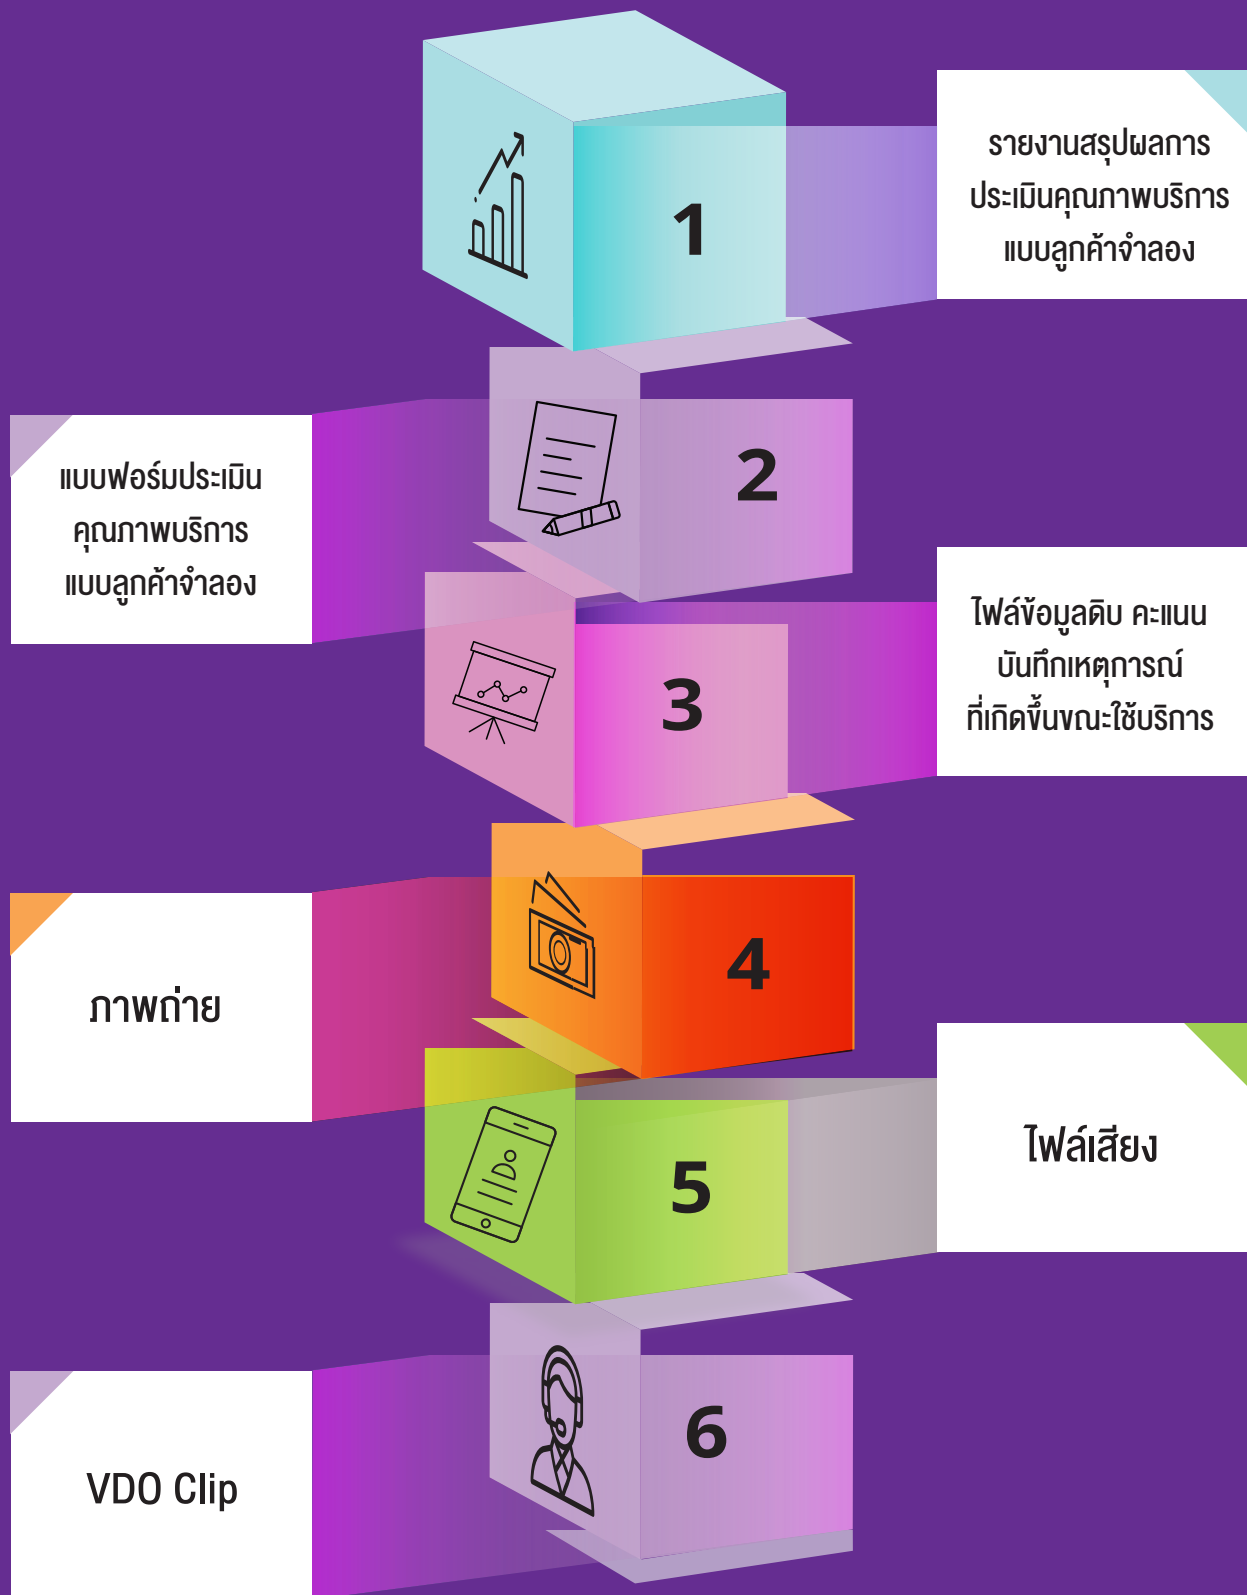 1
รายงานสรุปผลการ
ประเมินคุณภาพบริการ
แบบลูกค้าจำลอง
2
แบบฟอร์มประเมิน
คุณภาพบริการ
แบบลูกค้าจำลอง
3
ไฟล์ข้อมูลดิบ คะแนน
บันทึกเหตุการณ์
ที่เกิดขึ้นขณะใช้บริการ
4
ภาพถ่าย
5
ไฟล์เสียง
6
VDO Clip